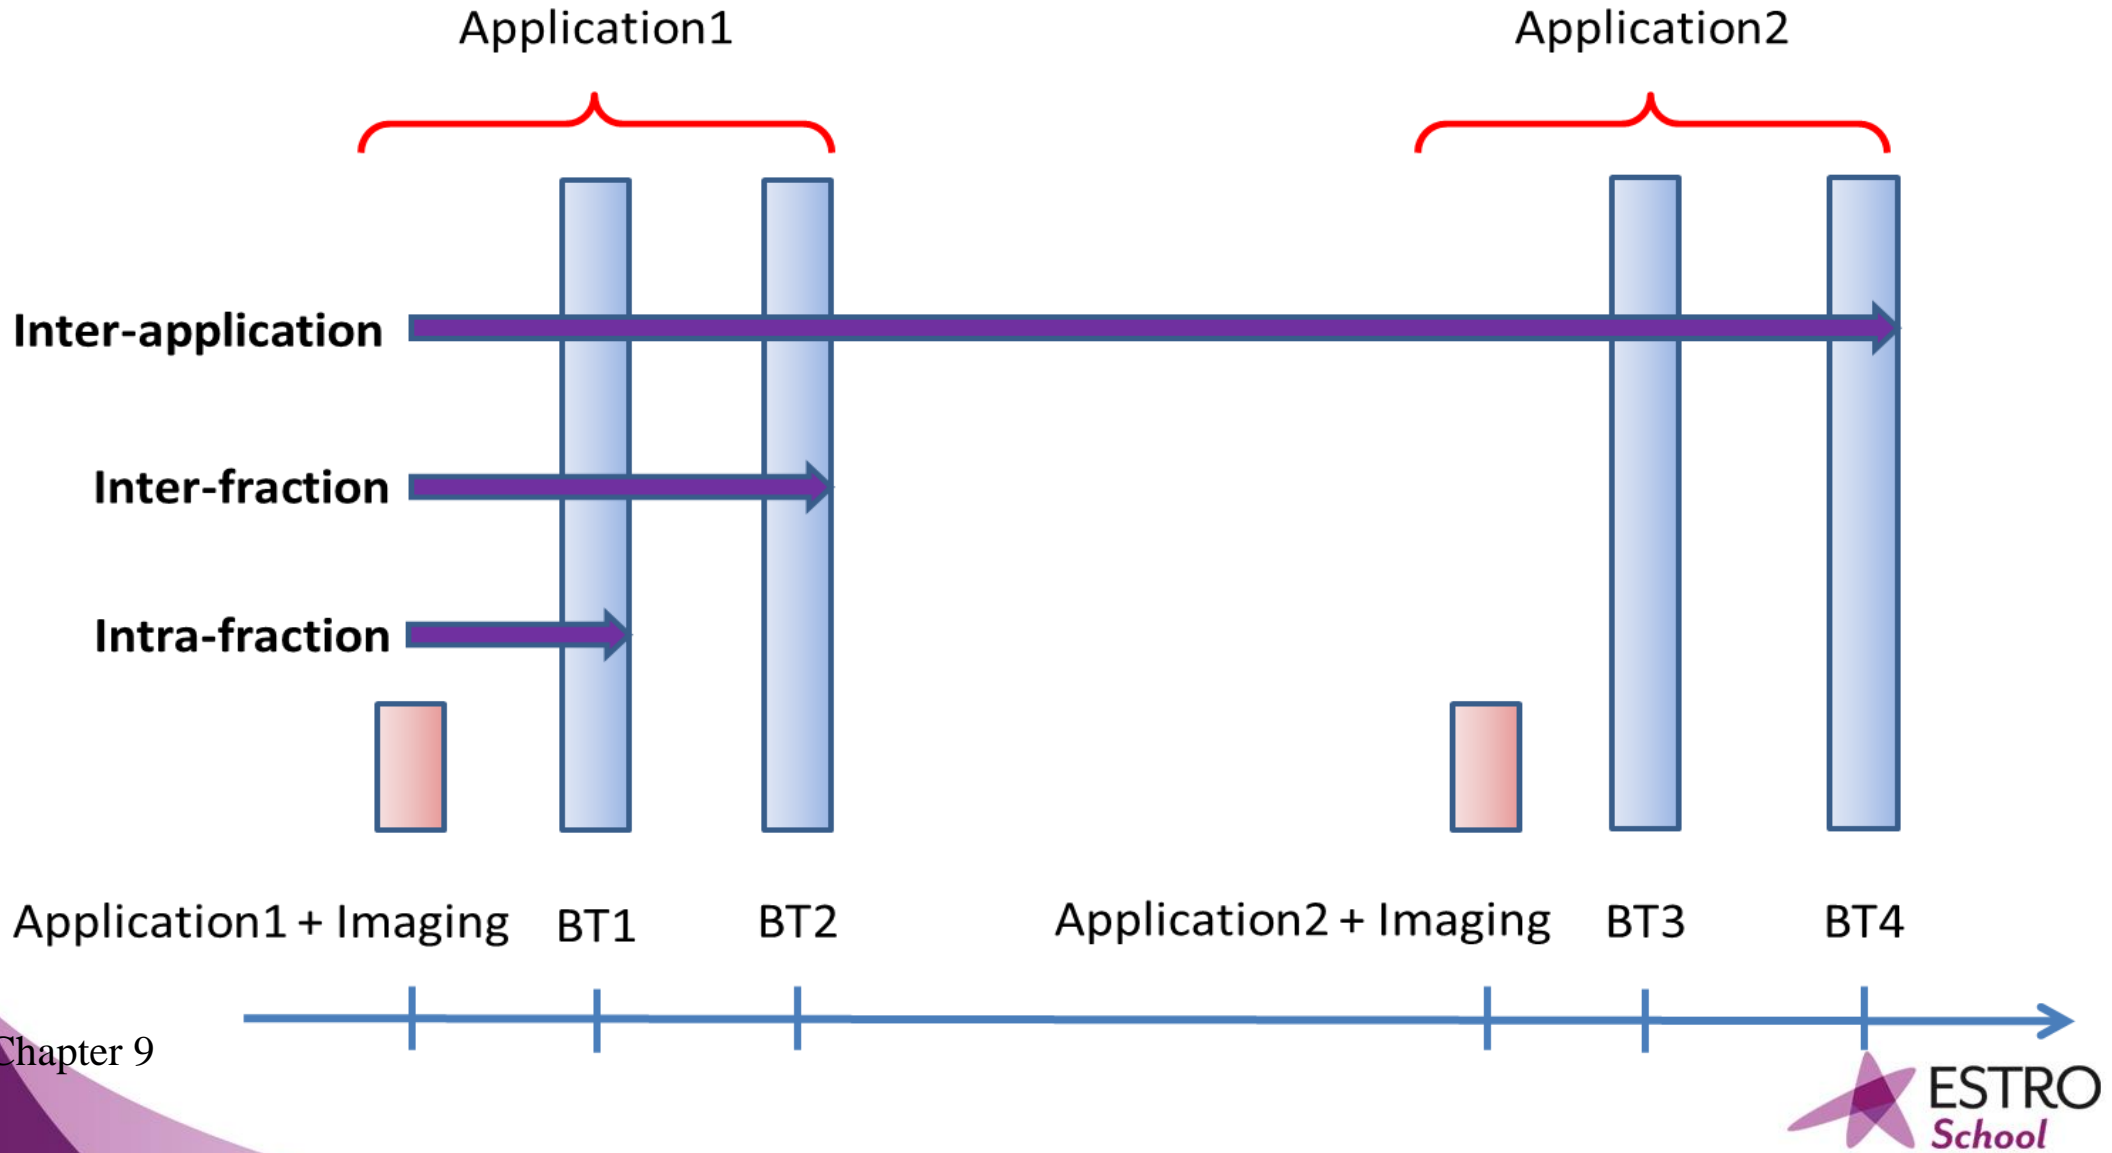 Application1
Application2
Inter-application
Inter-fraction
Intra-fraction
Application1 + Imaging
BT1
BT2
Application2 + Imaging
BT3
BT4
Chapter 9
ESTRO
School